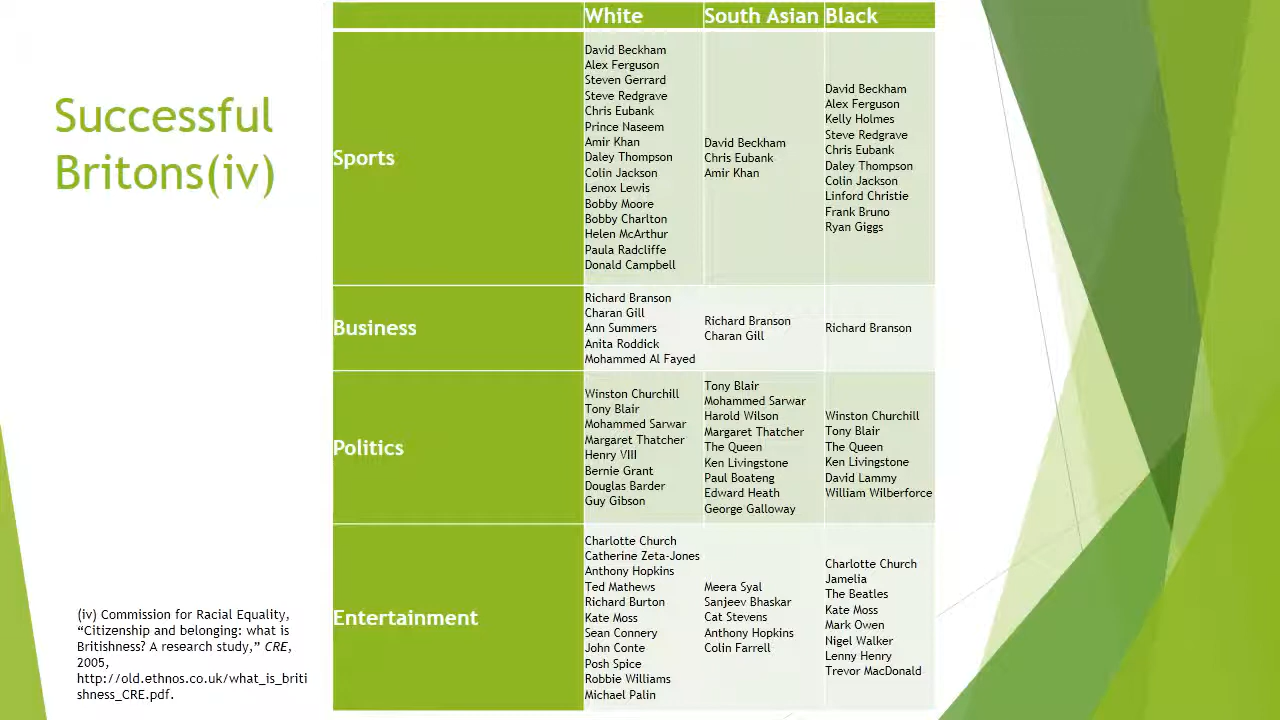 Successful
Britons(iv)
White
South Asian
Black
Sports
David Beckham
Alex Ferguson
Steven Gerrard
Steve Redgrave
Chris Eubank
Prince Naseem
Amir Khan
Daley Thompson
Colin Jackson
Lenox Lewis
Bobby Moore
Bobby Charlton
Helen McArthur
Paula Radcliffe
Donald Campbell
David Beckham
Chris Eubank
Amir Khan
David Beckham
Alex Ferguson
Kelly Holmes
Steve Redgrave
Chris Eubank
Daley Thompson
Colin Jackson
Linford Christie
Frank Bruno
Ryan Giggs
Business
Richard Branson
Charan Gill
Ann Summers
Anita Roddick
Mohammed Al Fayed
Richard Branson
Charan Gill
Richard Branson
Politics
Winston Churchill
Tony Blair
Mohammed Sarwar
Margaret Thatcher
Henry VIII
Bernie Grant
Douglas Barder
Guy Gibson
Tony Blair
Mohammed Sarwar
Harold Wilson
Margaret Thatcher
The Queen
Ken Livingstone
Paul Boateng
Edward Heath
George Galloway
Winston Churchill
Tony Blair
The Queen
Ken Livingstone
David Lammy
William Wilberforce
Entertainment
Charlotte Church
Catherine Zeta-Jones
Anthony Hopkins
Ted Mathews
Richard Burton
Kate Moss
Sean Connery
John Conte
Posh Spice
Robbie Williams
Michael Palin
Meera Syal
Sanjeev Bhaskar
Cat Stevens
Anthony Hopkins
Colin Farrell
Charlotte Church
Jamelia
The Beatles
Kate Moss
Mark Owen
Nigel Walker
Lenny Henry
Trevor MacDonald
(iv) Commission for Racial Equality,
“Citizenship and belonging: what is
Britishness? A research study,” CRE,
2005,
http://old.ethnos.co.uk/what_is_briti
shness_CRE.pdf.